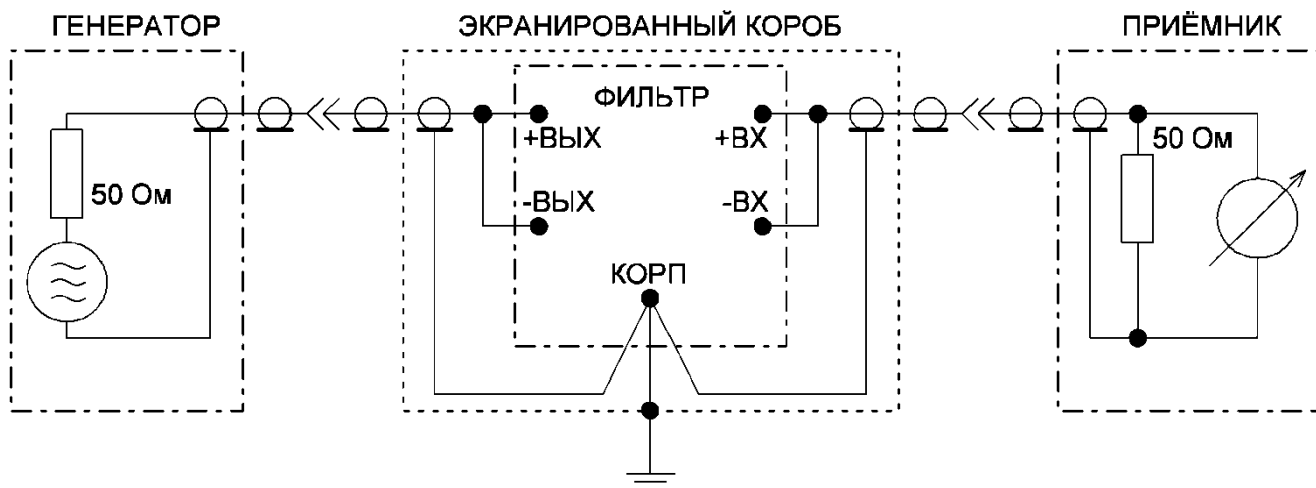 ГЕНЕРАТОР
ЭКРАНИРОВАННЫЙ КОРОБ
ПРИЁМНИК
ФИЛЬТР
+ВЫХ
+ВХ
50 Ом
50 Ом
-ВЫХ
-ВХ
КОРП